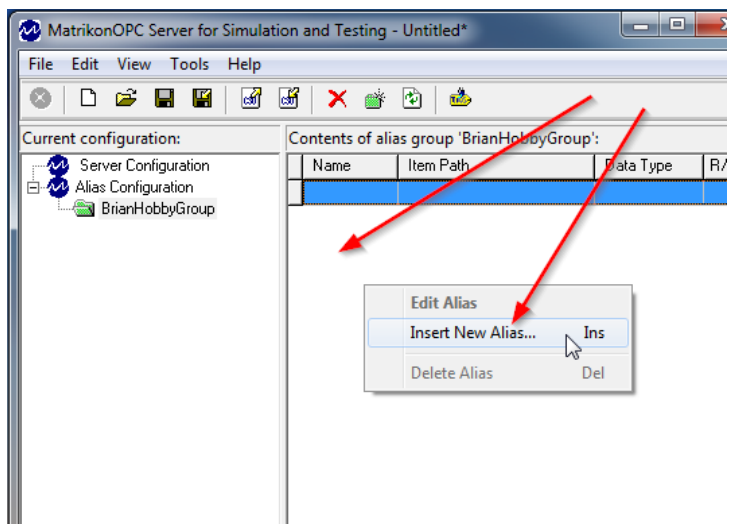 MatrikonOPC Server for Simulation and Testing - Untitled*
File Edit View Tools Help
Current configuration:
Contents of alias group 'BrianHobbyGroup':
Server Configuration
Alias Configuration
BrianHobbyGroup
Name Item Path Data Type R/
Edit Alias
Insert New Alias... Ins
Delete Alias Del